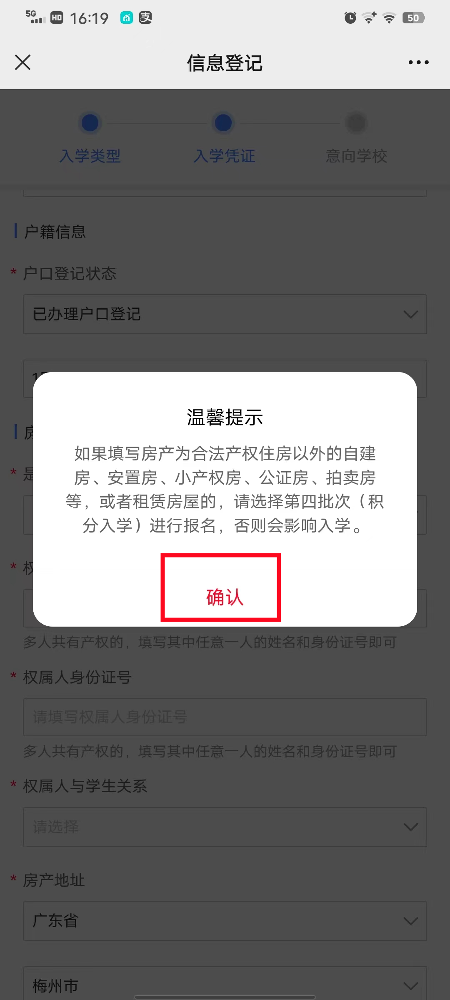 5G HD 16:19 支 50
信息登记
入学类型 入学凭证 意向学校
户籍信息
* 户口登记状态
已办理户口登记
温馨提示
如果填写房产为合法产权住房以外的自建
房、安置房、小产权房、公证房、拍卖房
等，或者租赁房屋的，请选择第四批次（积
分入学）进行报名，否则会影响入学。
确认
多人共有产权的，填写其中任意一人的姓名和身份证号即可
* 权属人身份证号
请填写权属人身份证号
多人共有产权的，填写其中任意一人的姓名和身份证号即可
* 权属人与学生关系
请选择
* 房产地址
广东省
梅州市